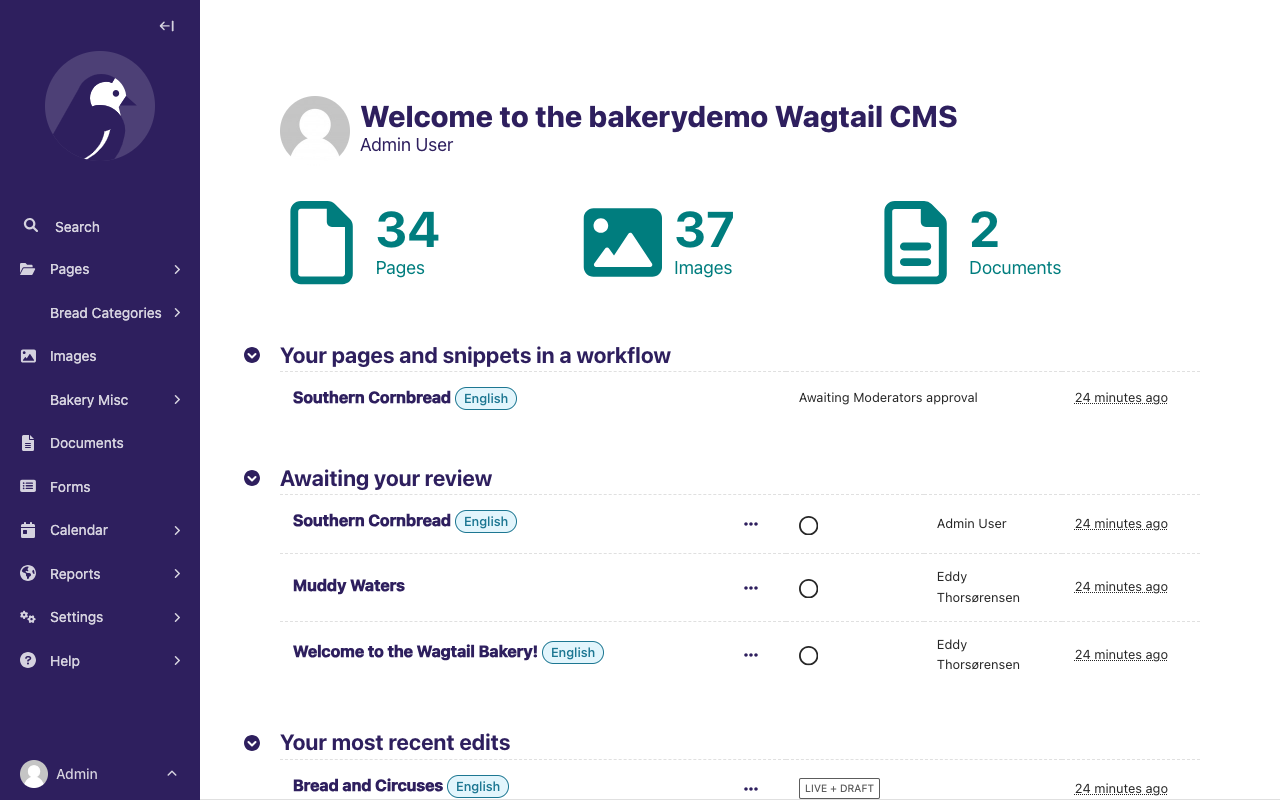 Search
Pages
Bread Categories
Images
Bakery Misc
Documents
Forms
Calendar
Reports
Settings
Help
Admin
Welcome to the bakerydemo Wagtail CMS
Admin User
34
Pages
37
Images
2
Documents
Your pages and snippets in a workflow
Southern Cornbread English Awaiting Moderators approval 24 minutes ago
Awaiting your review
Southern Cornbread English Admin User 24 minutes ago
Muddy Waters Eddy Thorsørensen 24 minutes ago
Welcome to the Wagtail Bakery! English Eddy Thorsørensen 24 minutes ago
Your most recent edits
Bread and Circuses English LIVE + DRAFT 24 minutes ago